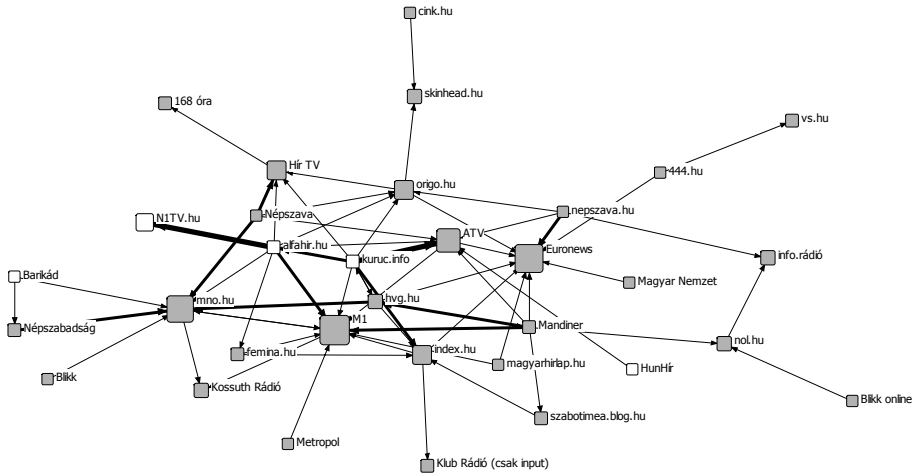 cink.hu
skinhead.hu
168 óra
vs.hu
Hír TV
444.hu
origo.hu
N1TV.hu
Népszava
nepszava.hu
alfahir.hu
ATV
Euronews
kuruc.info
info.rádió
Barikád
mno.hu
hvg.hu
Magyar Nemzet
Népszabadság
M1
Mandiner
femina.hu
index.hu
magyarhirlap.hu
HunHír
nol.hu
Blikk
Kossuth Rádió
szabotimea.blog.hu
Blikk online
Metropol
Klub Rádió (csak input)